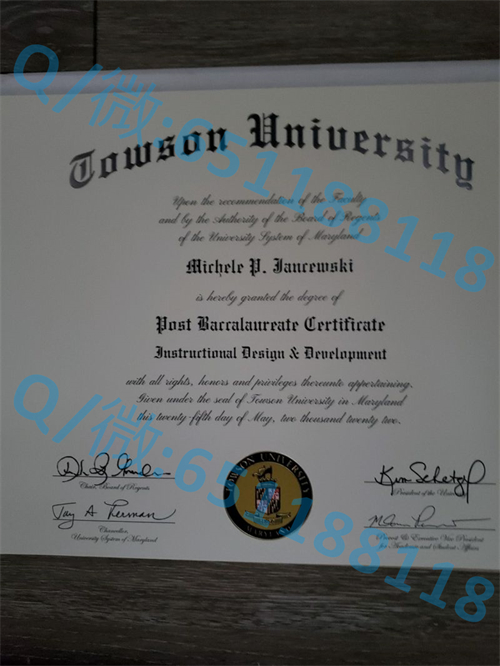 Towson University
Upon the recommendation of the Faculty
and by the Authority of the Board of Regents
of the University System of Maryland
Michele P. Jancewski
is hereby granted the degree of
Post Baccalaureate Certificate
Instructional Design & Development
with all rights, honors and privileges thereunto appertaining.
Given under the seal of Towson University in Maryland
this twenty-fifth day of May, two thousand twenty two.
Chair, Board of Regents
President of the
Jay A Perman
Chancellor
University System of Maryland
TOWSON UNIVERSITY
MARYLAND
Provost & Executive Vice President
for Academic and Student Affairs
Q/微:651188118
Q/微:651188118